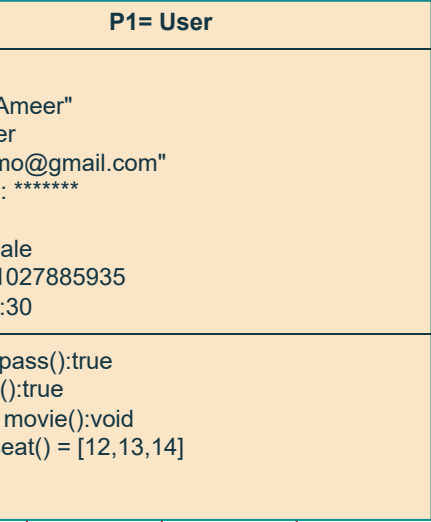 P1= User
Ameer"
er
mo@gmail.com"
: *******
ale
1027885935
:30
pass():true
():true
movie():void
eat() = [12,13,14]